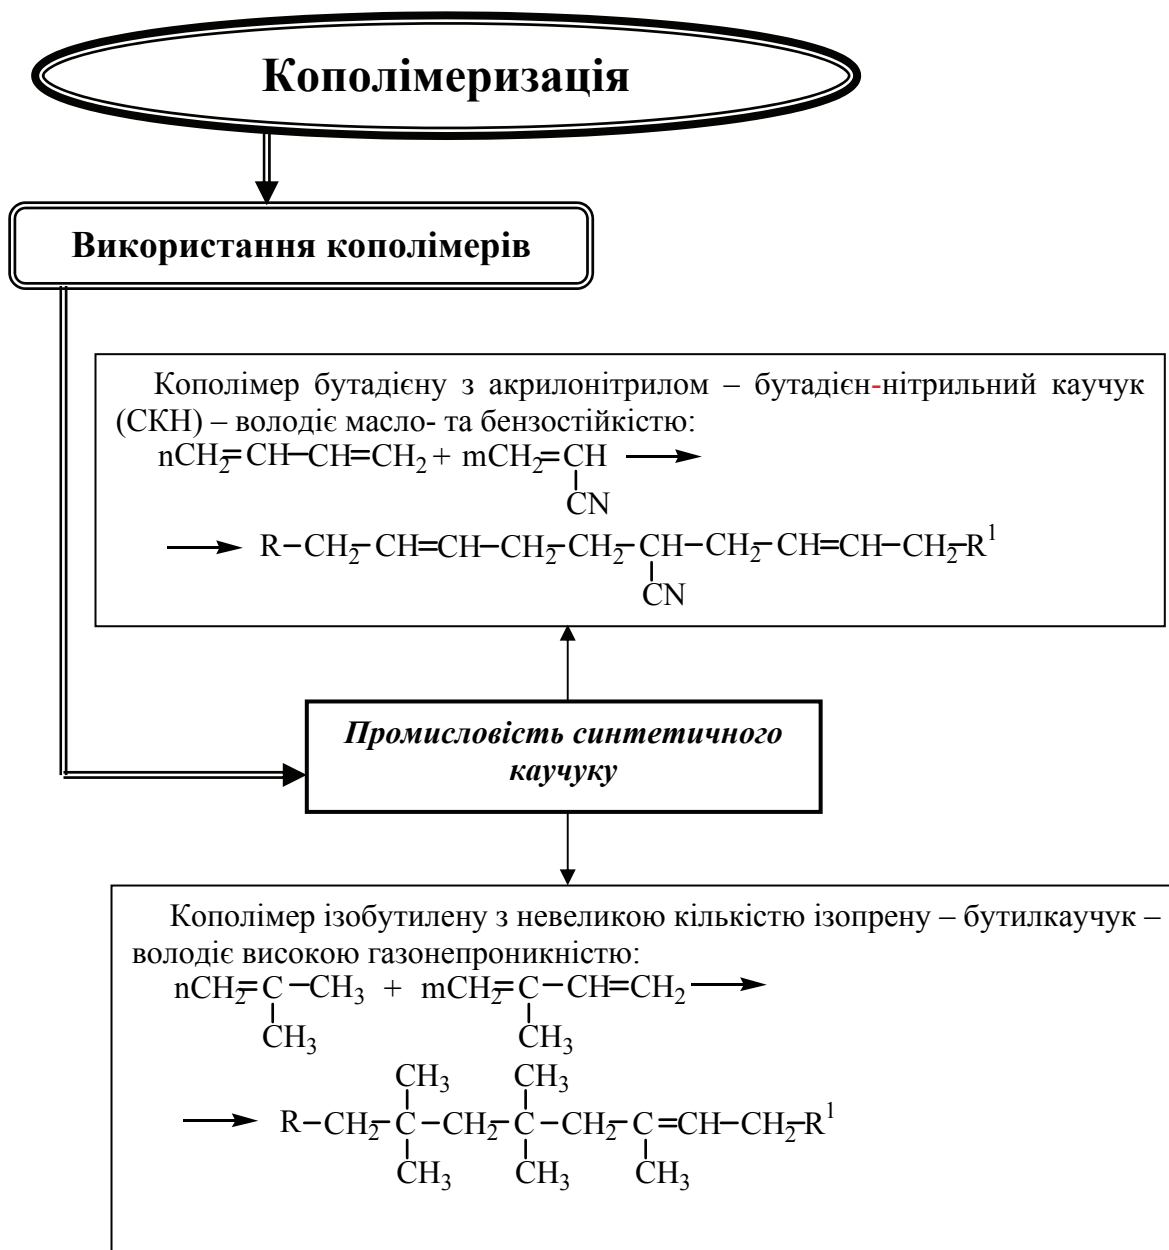 Кополімеризація
Використання кополімерів
Кополімер бутадієну з акрилонітрилом – бутадієн-нітрильний каучук
(СКН) – володіє масло- та бензостійкістю:
nCH₂=CH–CH=CH₂ + mCH₂=CH ⟶
CN
⟶ R–CH₂–CH=CH–CH₂–CH₂–CH–CH₂–CH=CH–CH₂–R¹
CN
Промисловість синтетичного
каучуку
Кополімер ізобутилену з невеликою кількістю ізопрену – бутилкаучук –
володіє високою газонепроникністю:
nCH₂=C–CH₃ + mCH₂=C–CH=CH₂ ⟶
CH₃ CH₃
CH₃ CH₃
⟶ R–CH₂–C–CH₂–C–CH₂–C=CH–CH₂–R¹
CH₃ CH₃ CH₃